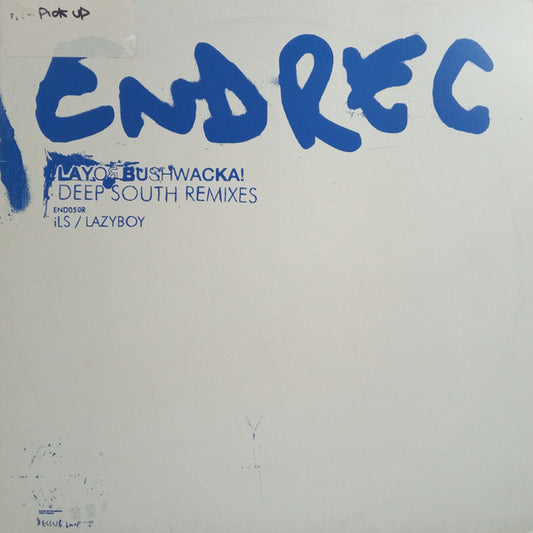 Pick up
ENDREC
LAYO & BUSHWACKA!
DEEP SOUTH REMIXES
END050R
iLS / LAZYBOY